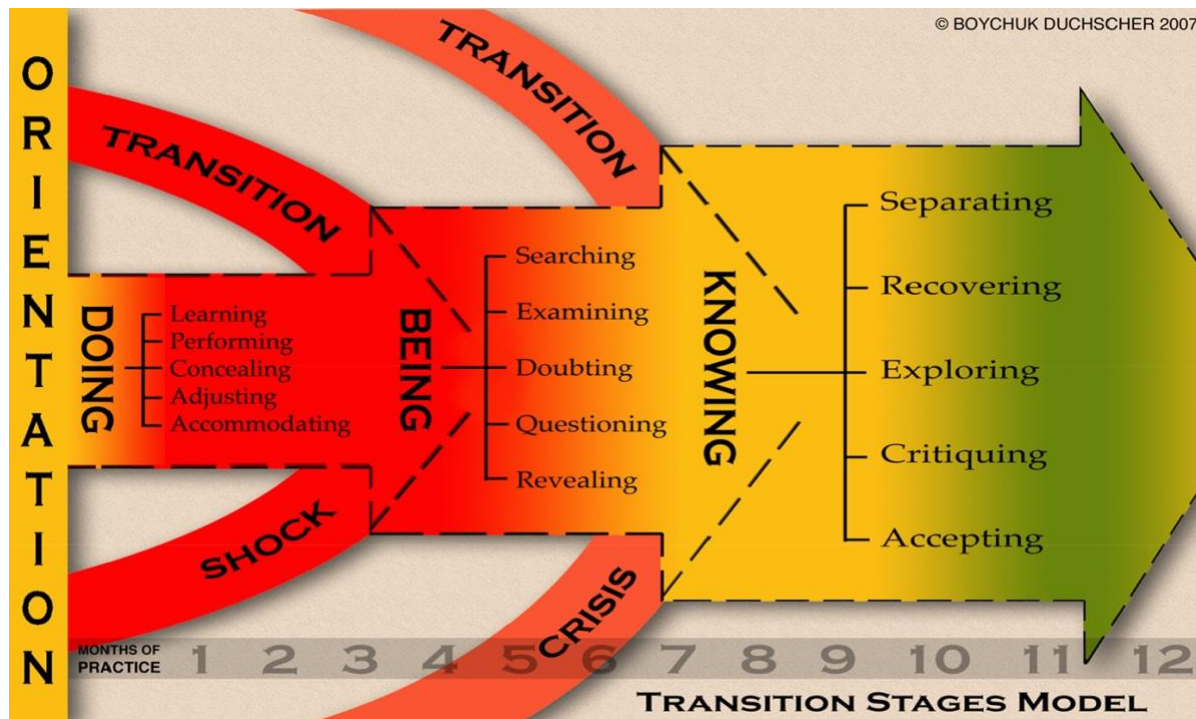 © BOYCHUK DUCHSCHER 2007
ORIENTATION
TRANSITION
TRANSITION
DOING
Learning
Performing
Concealing
Adjusting
Accommodating
BEING
Searching
Examining
Doubting
Questioning
Revealing
KNOWING
Separating
Recovering
Exploring
Critiquing
Accepting
SHOCK
CRISIS
MONTHS OF
PRACTICE
1 2 3 4 5 6 7 8 9 10 11 12
TRANSITION STAGES MODEL